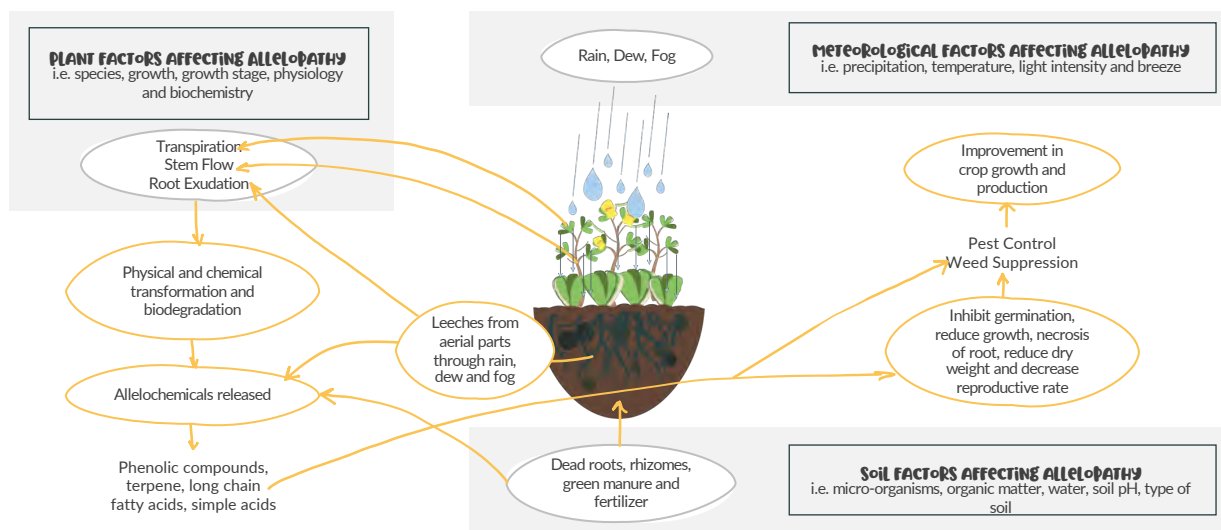 PLANT FACTORS AFFECTING ALLELOPATHY
i.e. species, growth, growth stage, physiology
and biochemistry
Transpiration
Stem Flow
Root Exudation
Physical and chemical
transformation and
biodegradation
Allelochemicals released
Phenolic compounds,
terpene, long chain
fatty acids, simple acids
Rain, Dew, Fog
METEOROLOGICAL FACTORS AFFECTING ALLELOPATHY
i.e. precipitation, temperature, light intensity and breeze
Leeches from
aerial parts
through rain,
dew and fog
Improvement in
crop growth and
production
Pest Control
Weed Suppression
Inhibit germination,
reduce growth, necrosis
of root, reduce dry
weight and decrease
reproductive rate
Dead roots, rhizomes,
green manure and
fertilizer
SOIL FACTORS AFFECTING ALLELOPATHY
i.e. micro-organisms, organic matter, water, soil pH, type of
soil